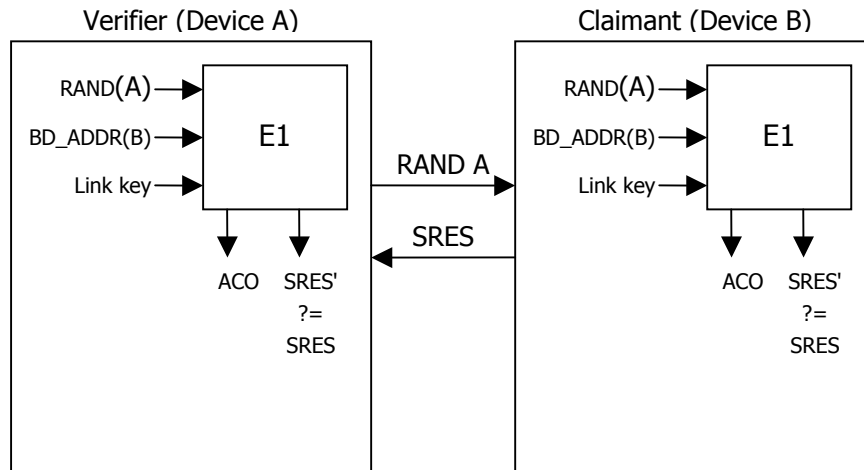 Verifier (Device A)
RAND(A)
BD_ADDR(B)
Link key
E1
ACO
SRES'
?=
SRES
RAND A
SRES
Claimant (Device B)
RAND(A)
BD_ADDR(B)
Link key
E1
ACO
SRES'
?=
SRES